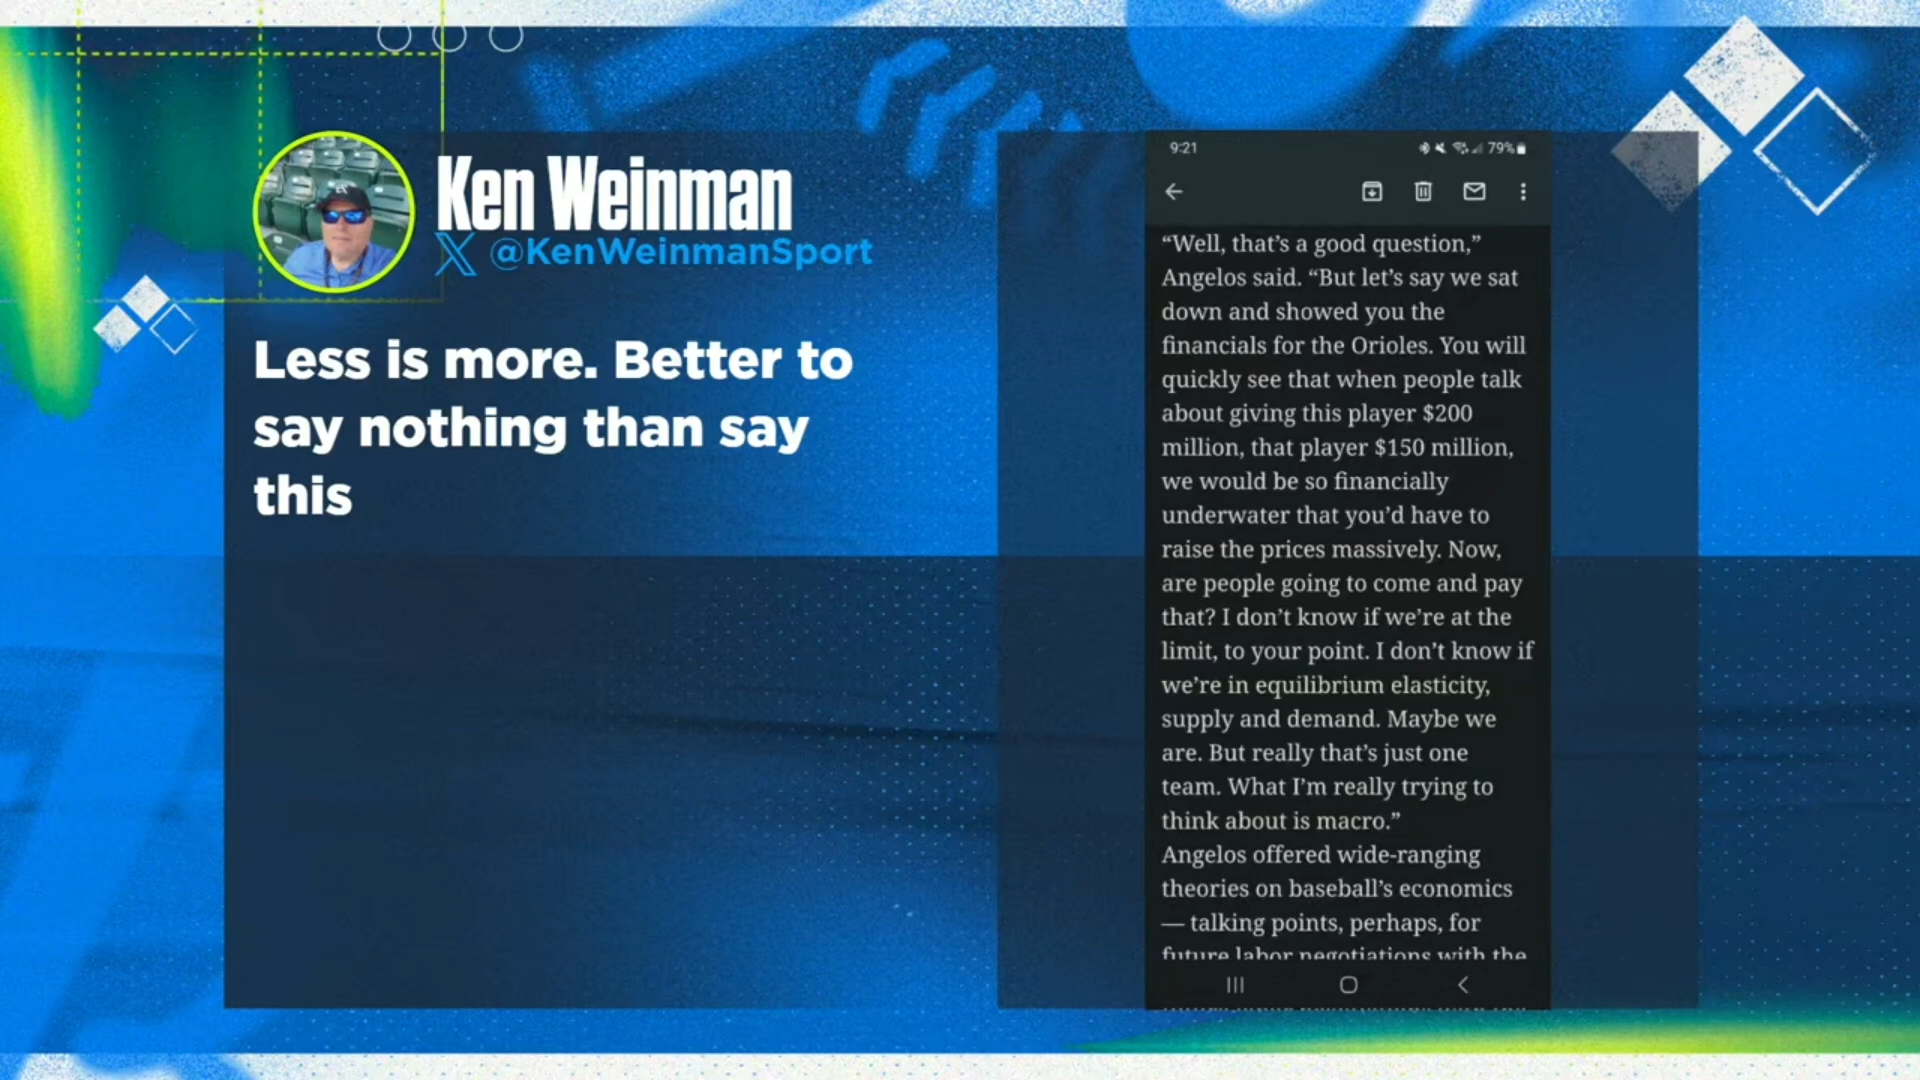 Ken Weinman
@KenWeinmanSport
Less is more. Better to
say nothing than say
this
9:21
79%
“Well, that’s a good question,”
Angelos said. “But let’s say we sat
down and showed you the
financials for the Orioles. You will
quickly see that when people talk
about giving this player $200
million, that player $150 million,
we would be so financially
underwater that you’d have to
raise the prices massively. Now,
are people going to come and pay
that? I don’t know if we’re at the
limit, to your point. I don’t know if
we’re in equilibrium elasticity,
supply and demand. Maybe we
are. But really that’s just one
team. What I’m really trying to
think about is macro.”
Angelos offered wide-ranging
theories on baseball’s economics
— talking points, perhaps, for
future labor negotiations with the